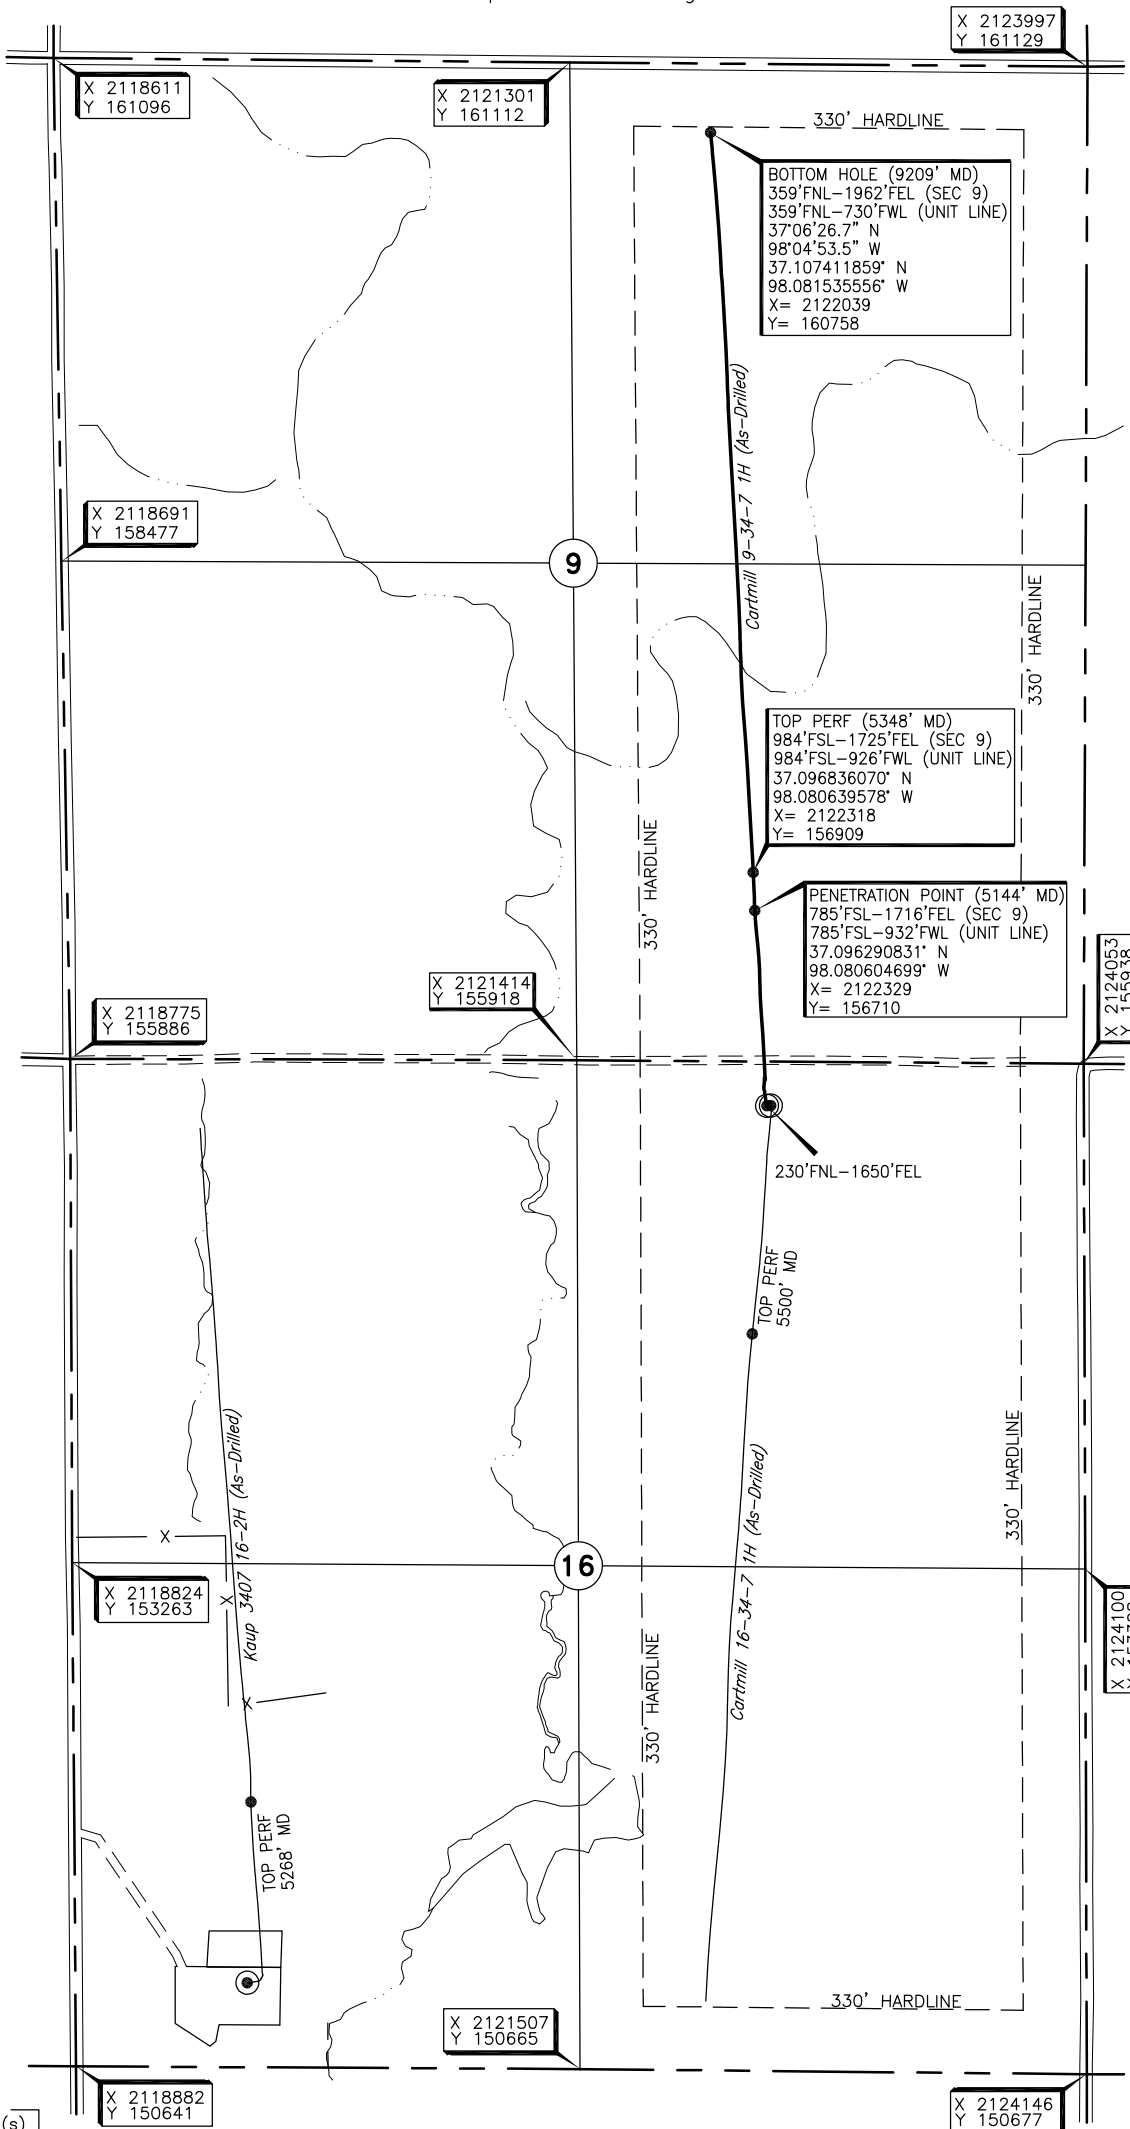 X 2123997
Y 161129
X 2118611
Y 161096
X 2121301
Y 161112
330' HARDLINE
BOTTOM HOLE (9209' MD)
359'FNL-1962'FEL (SEC 9)
359'FNL-730'FWL (UNIT LINE)
37°06'26.7" N
98°04'53.5" W
37.107411859° N
98.081535556° W
X= 2122039
Y= 160758
Cartmill 9-34-7 1H (As-Drilled)
X 2118691
Y 158477
9
330' HARDLINE
TOP PERF (5348' MD)
984'FSL-1725'FEL (SEC 9)
984'FSL-926'FWL (UNIT LINE)
37.096836070° N
98.080639578° W
X= 2122318
Y= 156909
330' HARDLINE
PENETRATION POINT (5144' MD)
785'FSL-1716'FEL (SEC 9)
785'FSL-932'FWL (UNIT LINE)
37.096290831° N
98.080604699° W
X= 2122329
Y= 156710
X 2121414
Y 155918
X 2124053
Y 155938
X 2118775
Y 155886
230'FNL-1650'FEL
TOP PERF
5500' MD
Kaup 3407 16-2H (As-Drilled)
Cartmill 16-34-7 1H (As-Drilled)
330' HARDLINE
X
16
X 2118824
Y 153263
X
X 2124100
330' HARDLINE
X
TOP PERF
5268' MD
330' HARDLINE
X 2121507
Y 150665
X 2118882
Y 150641
X 2124146
Y 150677
(s)